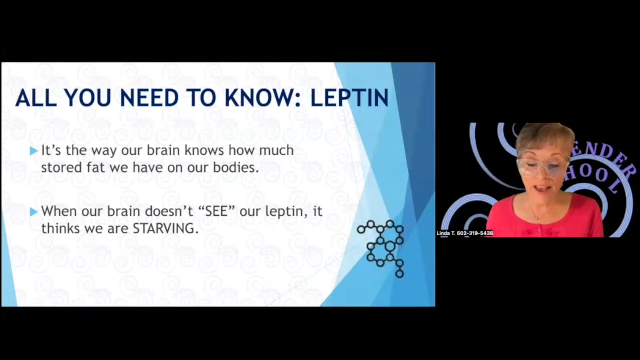 ALL YOU NEED TO KNOW: LEPTIN
It's the way our brain knows how much
stored fat we have on our bodies.
When our brain doesn't “SEE” our leptin, it
thinks we are STARVING.
ENDER
SCHOOL
Linda T. 603-319-5438